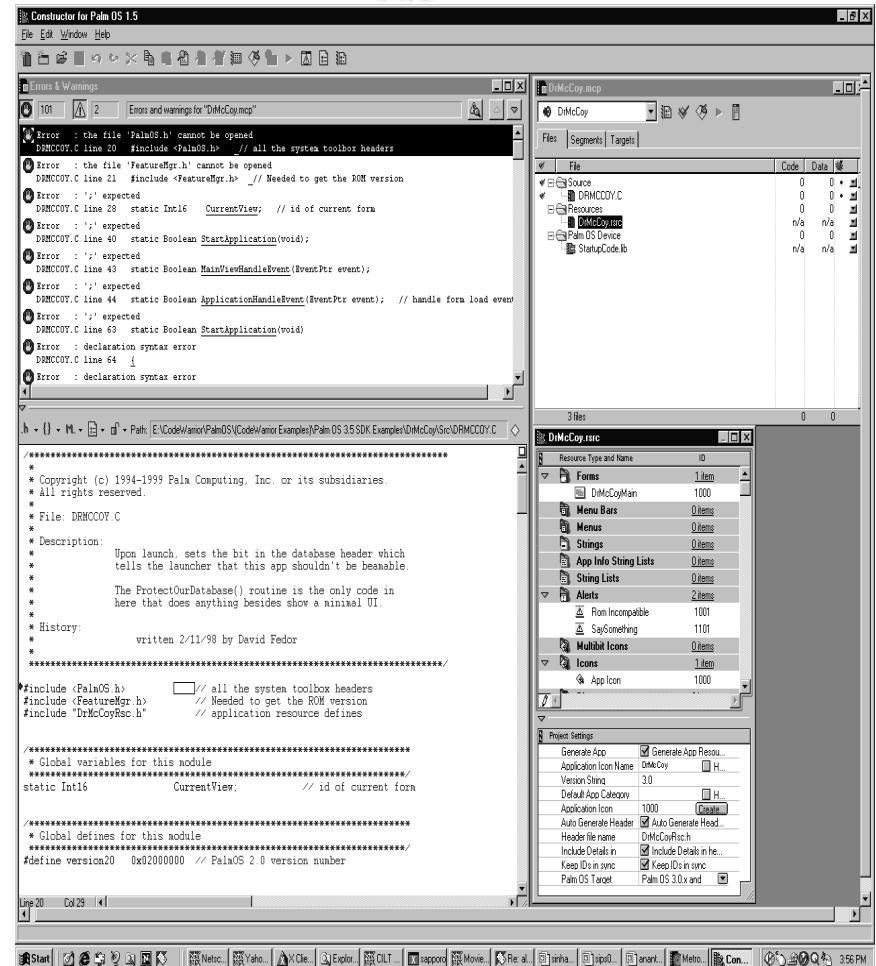 Constructor for Palm OS 1.5
File Edit Window Help
Errors & Warnings
101 2 Errors and warnings for "DrMcCoy.mcp"
Error : the file 'PalmOS.h' cannot be opened
DRMCCOY.C line 20 #include <PalmOS.h> _// all the system toolbox headers
Error : the file 'FeatureMgr.h' cannot be opened
DRMCCOY.C line 21 #include <FeatureMgr.h> _// Needed to get the ROM version
Error : ';' expected
DRMCCOY.C line 28 static Int16 CurrentView; // id of current form
Error : ';' expected
DRMCCOY.C line 40 static Boolean StartApplication(void);
Error : ';' expected
DRMCCOY.C line 43 static Boolean MainViewHandleEvent(EventPtr event);
Error : ';' expected
DRMCCOY.C line 44 static Boolean ApplicationHandleEvent(EventPtr event); // handle form load event
Error : ';' expected
DRMCCOY.C line 63 static Boolean StartApplication(void)
Error : declaration syntax error
DRMCCOY.C line 64 {
Error : declaration syntax error
.h {} M. Path: E:\CodeWarrior\PalmOS\(CodeWarrior Examples)\Palm OS 3.5 SDK Examples\DrMcCoy\Src\DRMCCOY.C
/*****************************************************************************
*
* Copyright (c) 1994-1999 Palm Computing, Inc. or its subsidiaries.
* All rights reserved.
*
* File: DRMCCOY.C
*
* Description:
* Upon launch, sets the bit in the database header which
* tells the launcher that this app shouldn't be beamable.
*
* The ProtectOurDatabase() routine is the only code in
* here that does anything besides show a minimal UI.
*
* History:
* written 2/11/98 by David Fedor
*
*****************************************************************************/
#include <PalmOS.h> // all the system toolbox headers
#include <FeatureMgr.h> // Needed to get the ROM version
#include "DrMcCoyRsc.h" // application resource defines
/***********************************************************************
* Global variables for this module
***********************************************************************/
static Int16 CurrentView; // id of current form
/***********************************************************************
* Global defines for this module
***********************************************************************/
#define version20 0x02000000 // PalmOS 2.0 version number
Line 20 Col 29
DrMcCoy.mcp
DrMcCoy
Files Segments Targets
File Code Data
Source 0 0
DRMCCOY.C 0 0
Resources 0 0
DrMcCoy.rsrc n/a n/a
Palm OS Device 0 0
StartupCode.lib n/a n/a
3 files 0 0
DrMcCoy.rsrc
Resource Type and Name ID
Forms 1 item
DrMcCoyMain 1000
Menu Bars 0 items
Menus 0 items
Strings 0 items
App Info String Lists 0 items
String Lists 0 items
Alerts 2 items
Rom Incompatible 1001
SaySomething 1101
Multibit Icons 0 items
Icons 1 item
App Icon 1000
Project Settings
Generate App Generate App Resou...
Application Icon Name DrMcCoy H...
Version String 3.0
Default App Category H...
Application Icon 1000 Create...
Auto Generate Header Auto Generate Head...
Header file name DrMcCoyRsc.h
Include Details in Include Details in he...
Keep IDs in sync Keep IDs in sync
Palm OS Target Palm OS 3.0.x and
Start Netsc... Yaho... X Clie... Explor... CILT ... sapporo Movie... Re: al... sinha... sips0... anant... Metro... Con... 3:56 PM